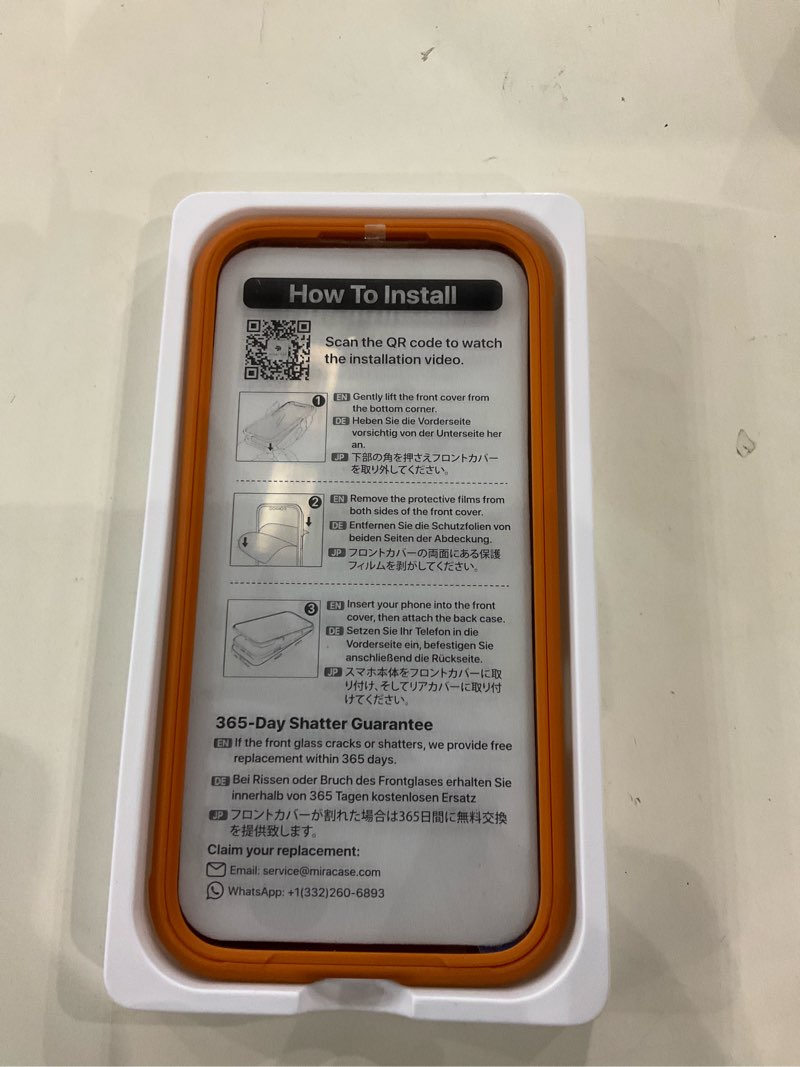 How To Install
Scan the QR code to watch
the installation video.
1
EN Gently lift the front cover from
the bottom corner.
DE Heben Sie die Vorderseite
vorsichtig von der Unterseite her
an.
JP 下部の角を押さえフロントカバー
を取り外してください。
2
EN Remove the protective films from
both sides of the front cover.
DE Entfernen Sie die Schutzfolien von
beiden Seiten der Abdeckung.
JP フロントカバーの両面にある保護
フィルムを剥がしてください。
3
EN Insert your phone into the front
cover, then attach the back case.
DE Setzen Sie Ihr Telefon in die
Vorderseite ein, befestigen Sie
anschließend die Rückseite.
JP スマホ本体をフロントカバーに取
り付け、そしてリアカバーに取り付
けてください。
365-Day Shatter Guarantee
EN If the front glass cracks or shatters, we provide free
replacement within 365 days.
DE Bei Rissen oder Bruch des Frontglases erhalten Sie
innerhalb von 365 Tagen kostenlosen Ersatz
JP フロントカバーが割れた場合は365日間に無料交換
を提供致します。
Claim your replacement:
Email: service@miracase.com
WhatsApp: +1(332)260-6893